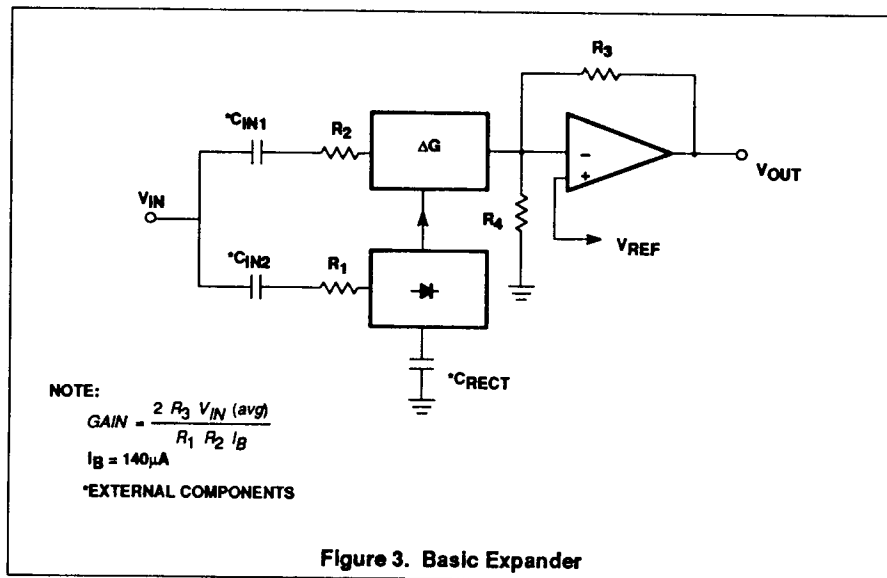 R3
*CIN1
R2
ΔG
−
+
VOUT
VIN
R4
VREF
*CIN2
R1
*CRECT
NOTE:
GAIN = 2 R3 VIN (avg) / R1 R2 IB
IB = 140μA
*EXTERNAL COMPONENTS
Figure 3. Basic Expander